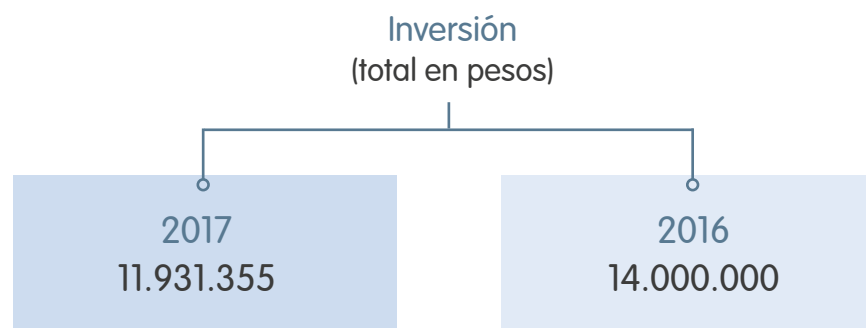 Inversión
(total en pesos)
2017
11.931.355
2016
14.000.000